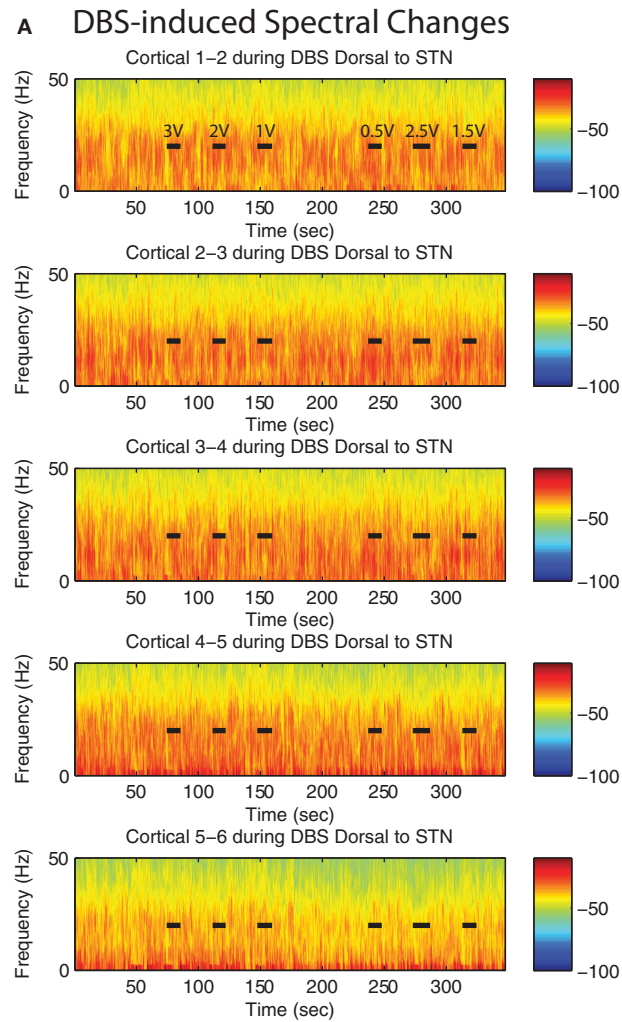 A DBS-induced Spectral Changes
Cortical 1–2 during DBS Dorsal to STN
Frequency (Hz)
50
0
3V 2V 1V 0.5V 2.5V 1.5V
50 100 150 200 250 300
Time (sec)
−50
−100
Cortical 2–3 during DBS Dorsal to STN
Frequency (Hz)
50
0
50 100 150 200 250 300
Time (sec)
−50
−100
Cortical 3–4 during DBS Dorsal to STN
Frequency (Hz)
50
0
50 100 150 200 250 300
Time (sec)
−50
−100
Cortical 4–5 during DBS Dorsal to STN
Frequency (Hz)
50
0
50 100 150 200 250 300
Time (sec)
−50
−100
Cortical 5–6 during DBS Dorsal to STN
Frequency (Hz)
50
0
50 100 150 200 250 300
Time (sec)
−50
−100